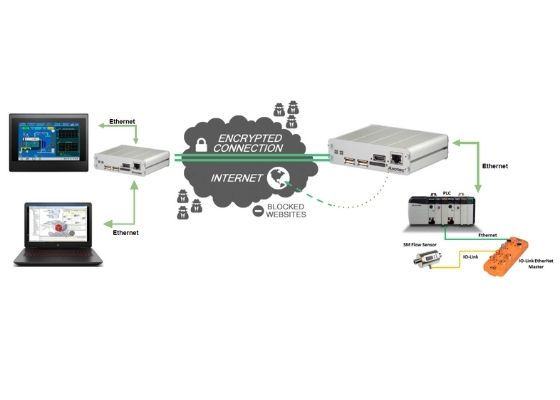 Ethernet
ENCRYPTED
CONNECTION
INTERNET
BLOCKED
WEBSITES
Ethernet
Ethernet
PLC
Ethernet
SM Flow Sensor
IO-Link
IO-Link EtherNet
Master